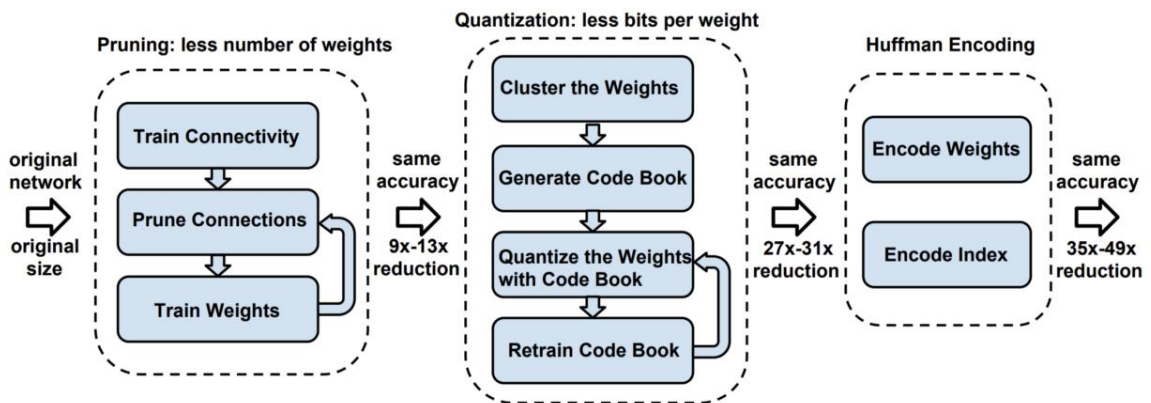 Quantization: less bits per weight
Pruning: less number of weights
Huffman Encoding
original
network
original
size
Train Connectivity
Prune Connections
Train Weights
same
accuracy
9x-13x
reduction
Cluster the Weights
Generate Code Book
Quantize the Weights
with Code Book
Retrain Code Book
same
accuracy
27x-31x
reduction
Encode Weights
Encode Index
same
accuracy
35x-49x
reduction